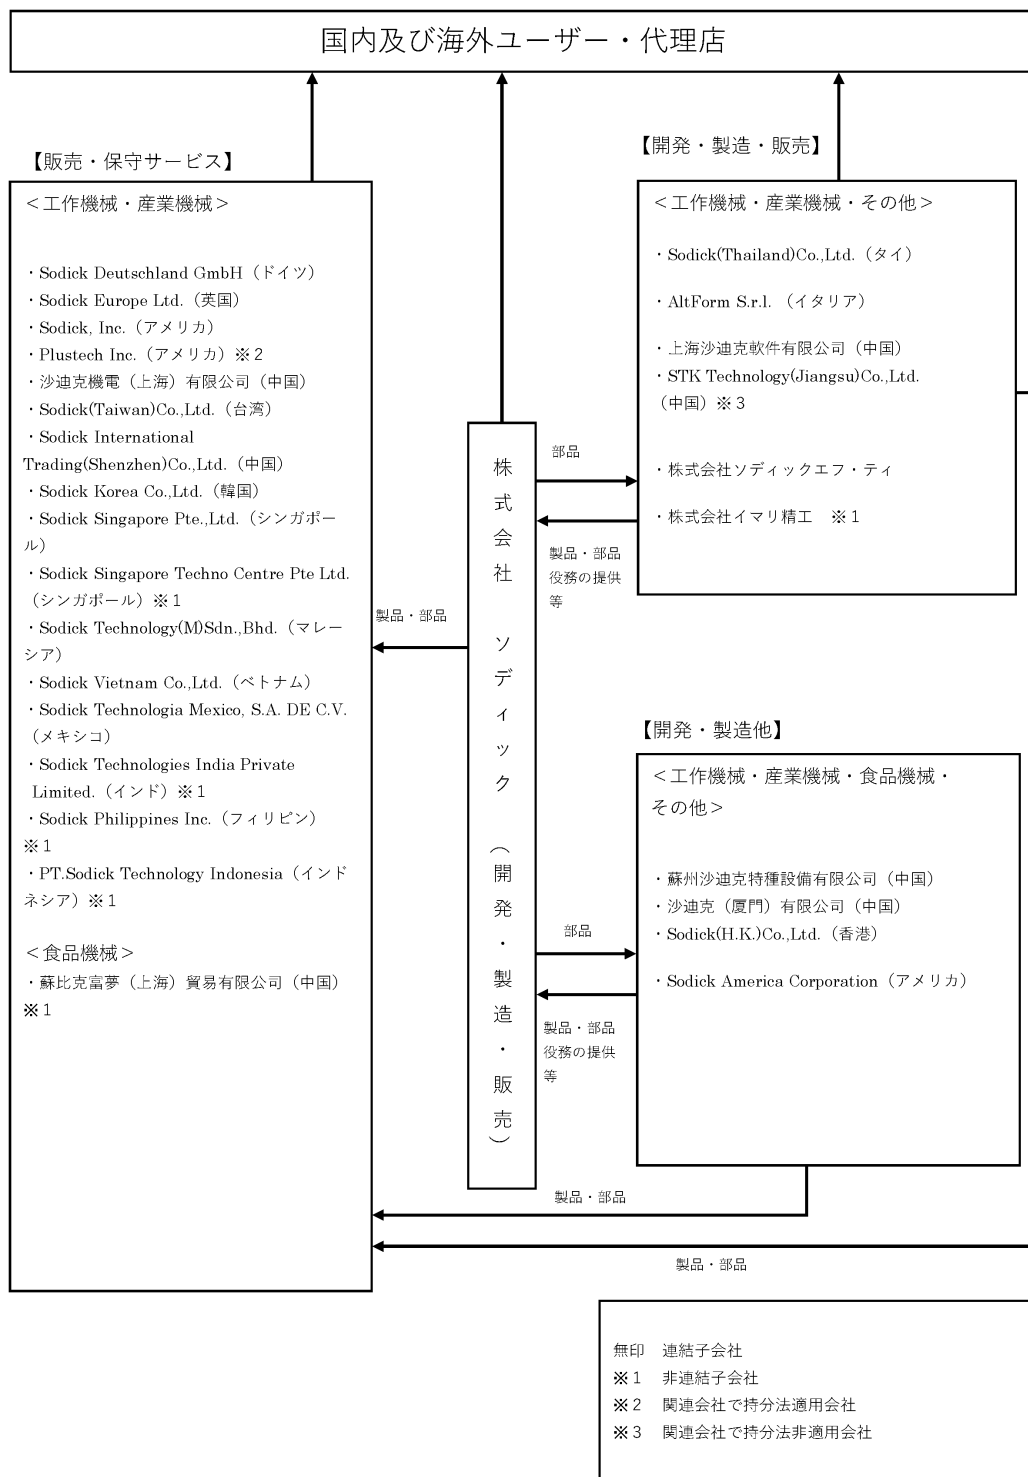 国内及び海外ユーザー・代理店
【販売・保守サービス】
＜工作機械・産業機械＞
・Sodick Deutschland GmbH（ドイツ）
・Sodick Europe Ltd.（英国）
・Sodick, Inc.（アメリカ）
・Plustech Inc.（アメリカ）※２
・沙迪克機電（上海）有限公司（中国）
・Sodick(Taiwan)Co.,Ltd.（台湾）
・Sodick International
Trading(Shenzhen)Co.,Ltd.（中国）
・Sodick Korea Co.,Ltd.（韓国）
・Sodick Singapore Pte.,Ltd.（シンガポー
ル）
・Sodick Singapore Techno Centre Pte Ltd.
（シンガポール）※１
・Sodick Technology(M)Sdn.,Bhd.（マレー
シア）
・Sodick Vietnam Co.,Ltd.（ベトナム）
・Sodick Technologia Mexico, S.A. DE C.V.
（メキシコ）
・Sodick Technologies India Private
Limited.（インド）※１
・Sodick Philippines Inc.（フィリピン）
※１
・PT.Sodick Technology Indonesia（インド
ネシア）※１
＜食品機械＞
・蘇比克富夢（上海）貿易有限公司（中国）
※１
製品・部品
株式会社　ソディック　（開発・製造・販売）
部品
製品・部品
役務の提供
等
【開発・製造・販売】
＜工作機械・産業機械・その他＞
・Sodick(Thailand)Co.,Ltd.（タイ）
・AltForm S.r.l.（イタリア）
・上海沙迪克軟件有限公司（中国）
・STK Technology(Jiangsu)Co.,Ltd.
（中国）※３
・株式会社ソディックエフ・ティ
・株式会社イマリ精工　※１
【開発・製造他】
＜工作機械・産業機械・食品機械・
その他＞
・蘇州沙迪克特種設備有限公司（中国）
・沙迪克（厦門）有限公司（中国）
・Sodick(H.K.)Co.,Ltd.（香港）
・Sodick America Corporation（アメリカ）
部品
製品・部品
役務の提供
等
製品・部品
製品・部品
無印　連結子会社
※１　非連結子会社
※２　関連会社で持分法適用会社
※３　関連会社で持分法非適用会社